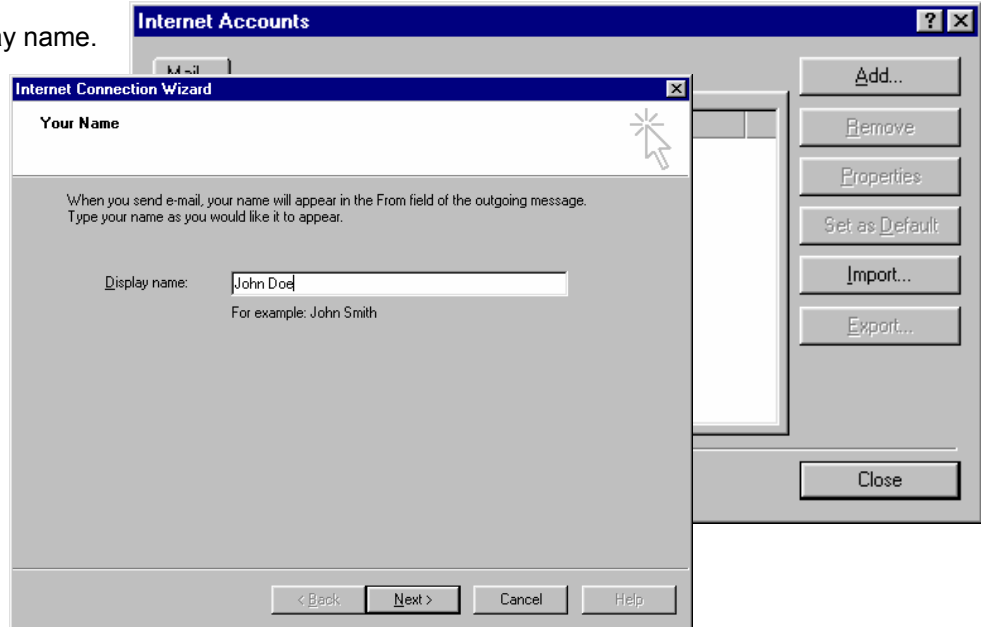 ay name.
Internet Accounts
Mail
Add...
Remove
Properties
Set as Default
Import...
Export...
Close
Internet Connection Wizard
Your Name
When you send e-mail, your name will appear in the From field of the outgoing message.
Type your name as you would like it to appear.
Display name:
John Doe
For example: John Smith
< Back
Next >
Cancel
Help